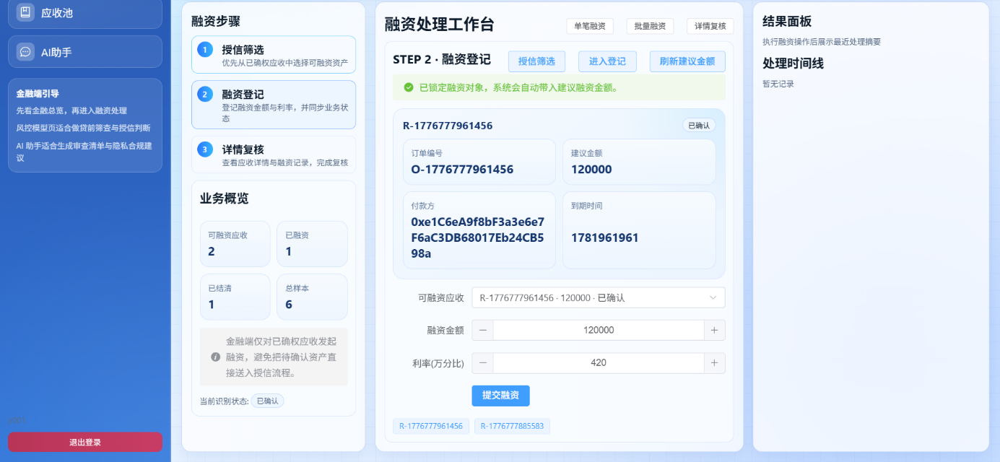 应收池
AI助手
金融端引导
先看金融总览，再进入融资处理
风控模型页适合做贷前筛查与授信判断
AI 助手适合生成审查清单与隐私合规建
议
退出登录
融资步骤
1
授信筛选
优先从已确权应收中选择可融资资产
2
融资登记
登记融资金额与利率，并同步业务状
态
3
详情复核
查看应收详情与融资记录，完成复核
业务概览
可融资应收
2
已融资
1
已结清
1
总样本
6
金融端仅对已确权应收发起
融资，避免把待确认资产直
接送入授信流程。
当前识别状态: 已确认
融资处理工作台
单笔融资
批量融资
详情复核
STEP 2 · 融资登记
授信筛选
进入登记
刷新建议金额
已锁定融资对象，系统会自动带入建议融资金额。
R-1776777961456
已确认
订单编号
O-1776777961456
建议金额
120000
付款方
0xe1C6eA9f8bF3a3e6e7
F6aC3DB68017Eb24CB5
98a
到期时间
1781961961
可融资应收
R-1776777961456 · 120000 · 已确认
融资金额
120000
利率(万分比)
420
提交融资
R-1776777961456
R-1776777885583
结果面板
执行融资操作后展示最近处理摘要
处理时间线
暂无记录